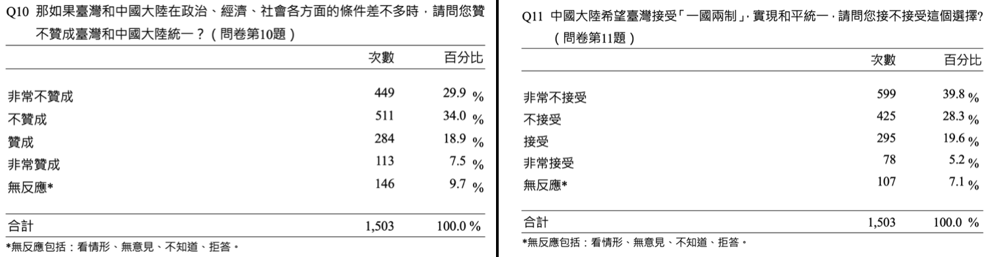 Q10 那如果臺灣和中國大陸在政治、經濟、社會各方面的條件差不多時，請問您贊
不贊成臺灣和中國大陸統一？（問卷第10題）
次數 百分比
非常不贊成 449 29.9 %
不贊成 511 34.0 %
贊成 284 18.9 %
非常贊成 113 7.5 %
無反應* 146 9.7 %
合計 1,503 100.0 %
*無反應包括：看情形、無意見、不知道、拒答。
Q11 中國大陸希望臺灣接受「一國兩制」，實現和平統一，請問您接不接受這個選擇?
（問卷第11題）
次數 百分比
非常不接受 599 39.8 %
不接受 425 28.3 %
接受 295 19.6 %
非常接受 78 5.2 %
無反應* 107 7.1 %
合計 1,503 100.0 %
*無反應包括：看情形、無意見、不知道、拒答。